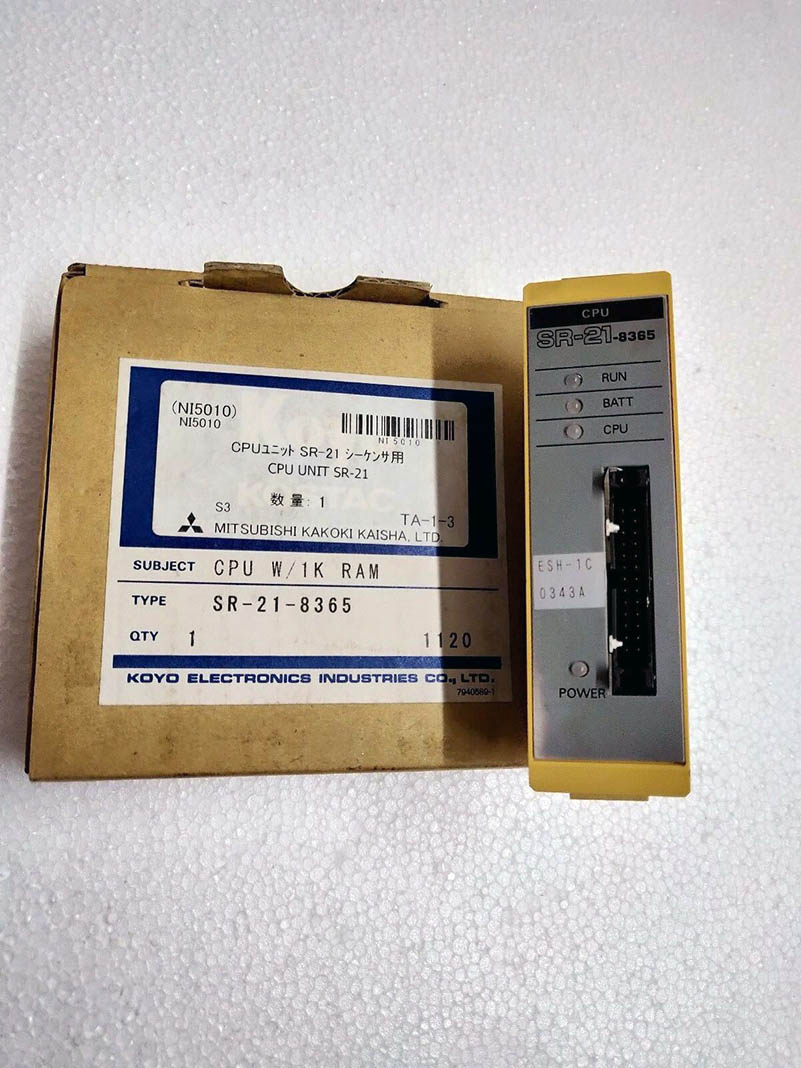 (NI5010)
NI5010
NI5010
CPUユニット SR-21 シーケンサ用
CPU UNIT SR-21
S3
数量: 1
TA-1-3
MITSUBISHI KAKOKI KAISHA, LTD.
SUBJECT CPU W/1K RAM
TYPE SR-21-8365
QTY 1 1120
KOYO ELECTRONICS INDUSTRIES CO., LTD.
7940589-1
CPU
SR-21-8365
RUN
BATT
CPU
ESH-1C
0343A
POWER